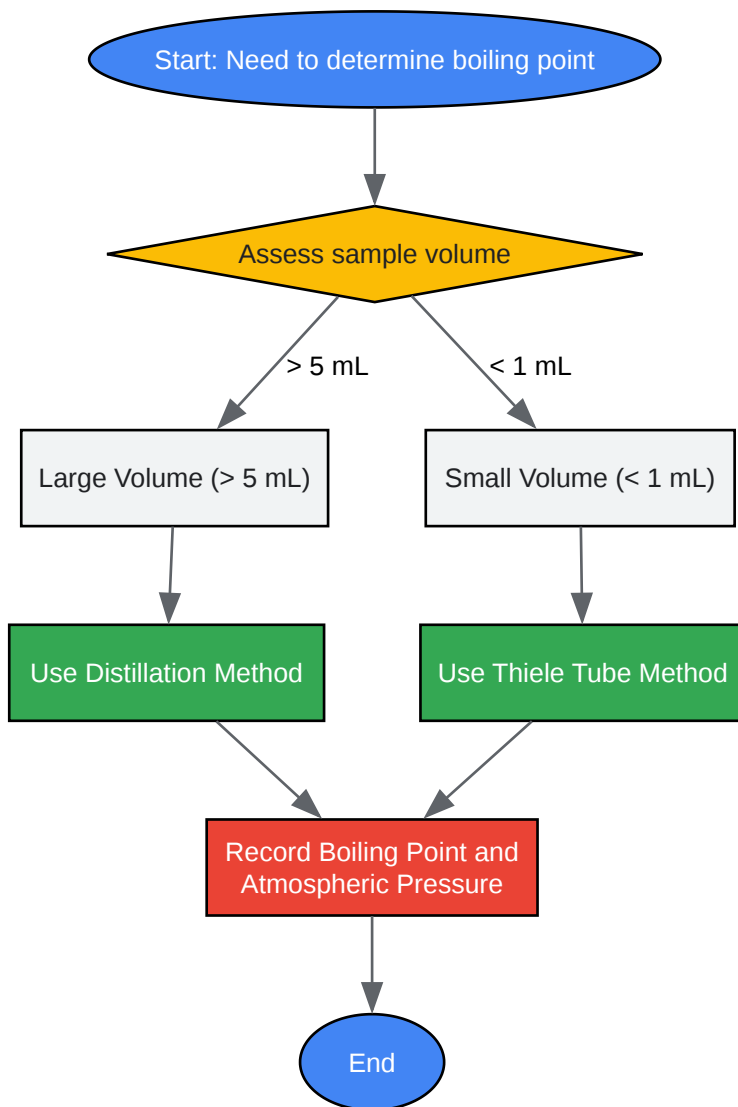 Start: Need to determine boiling point
Assess sample volume
> 5 mL
< 1 mL
Large Volume (> 5 mL)
Small Volume (< 1 mL)
Use Distillation Method
Use Thiele Tube Method
Record Boiling Point and
Atmospheric Pressure
End